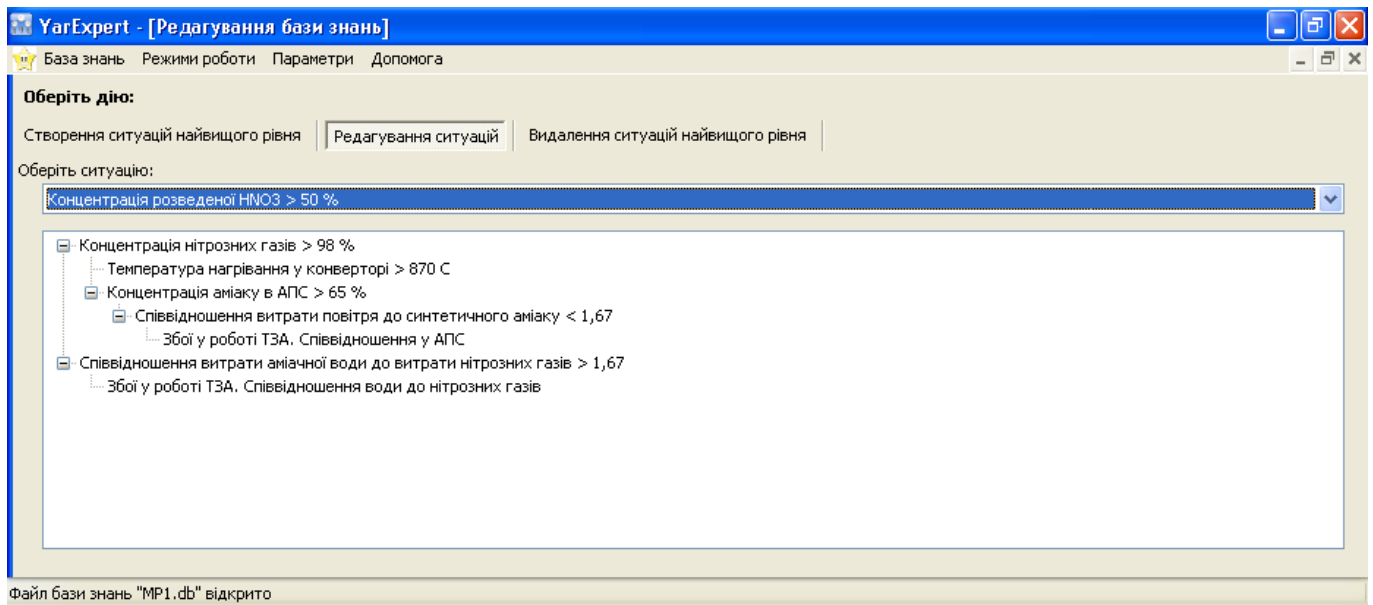 YarExpert - [Редагування бази знань]
База знань Режими роботи Параметри Допомога
Оберіть дію:
Створення ситуацій найвищого рівня Редагування ситуацій Видалення ситуацій найвищого рівня
Оберіть ситуацію:
Концентрація розведеної HNO3 > 50 %
Концентрація нітрозних газів > 98 %
Температура нагрівання у конверторі > 870 С
Концентрація аміаку в АПС > 65 %
Співвідношення витрати повітря до синтетичного аміаку < 1,67
Збої у роботі ТЗА. Співвідношення у АПС
Співвідношення витрати аміачної води до витрати нітрозних газів > 1,67
Збої у роботі ТЗА. Співвідношення води до нітрозних газів
Файл бази знань "MP1.db" відкрито